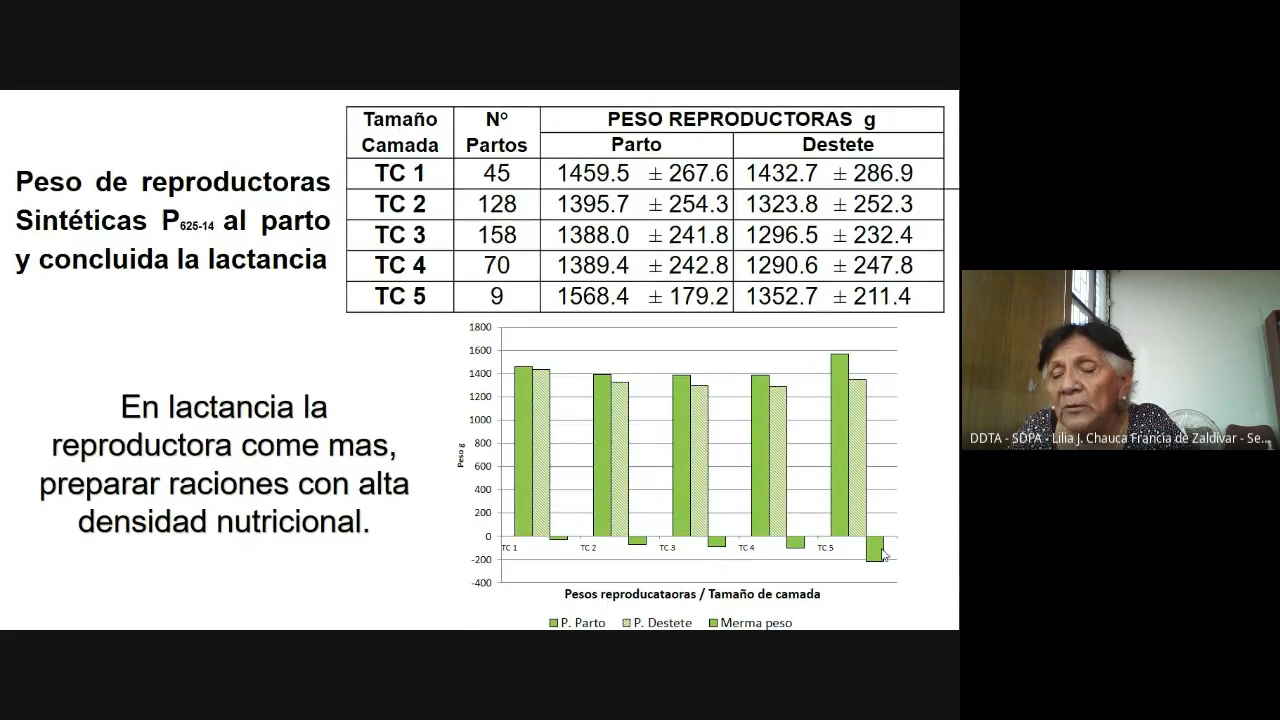 Peso de reproductoras
Sintéticas P625-14 al parto
y concluida la lactancia
Tamaño Camada N° Partos PESO REPRODUCTORAS g
Parto Destete
TC 1 45 1459.5 ± 267.6 1432.7 ± 286.9
TC 2 128 1395.7 ± 254.3 1323.8 ± 252.3
TC 3 158 1388.0 ± 241.8 1296.5 ± 232.4
TC 4 70 1389.4 ± 242.8 1290.6 ± 247.8
TC 5 9 1568.4 ± 179.2 1352.7 ± 211.4
En lactancia la
reproductora come mas,
preparar raciones con alta
densidad nutricional.
1800
1600
1400
1200
1000
800
600
400
200
0
-200
-400
Peso g
TC 1 TC 2 TC 3 TC 4 TC 5
Pesos reproducataoras / Tamaño de camada
P. Parto P. Destete Merma peso
DDTA - SDPA - Lilia J. Chauca Francia de Zaldivar - Se...